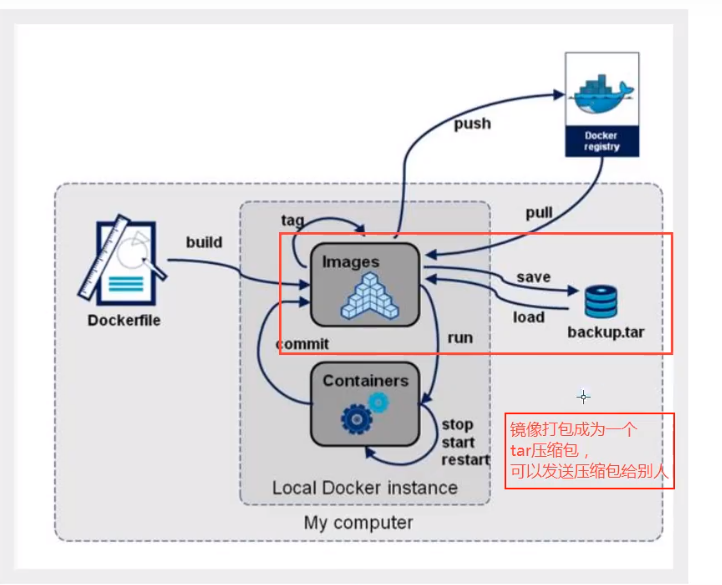 push
Docker
registry
pull
tag
build
Images
save
load
backup.tar
Dockerfile
commit
run
Containers
stop
start
restart
镜像打包成为一个
tar压缩包，
可以发送压缩包给别人
Local Docker instance
My computer